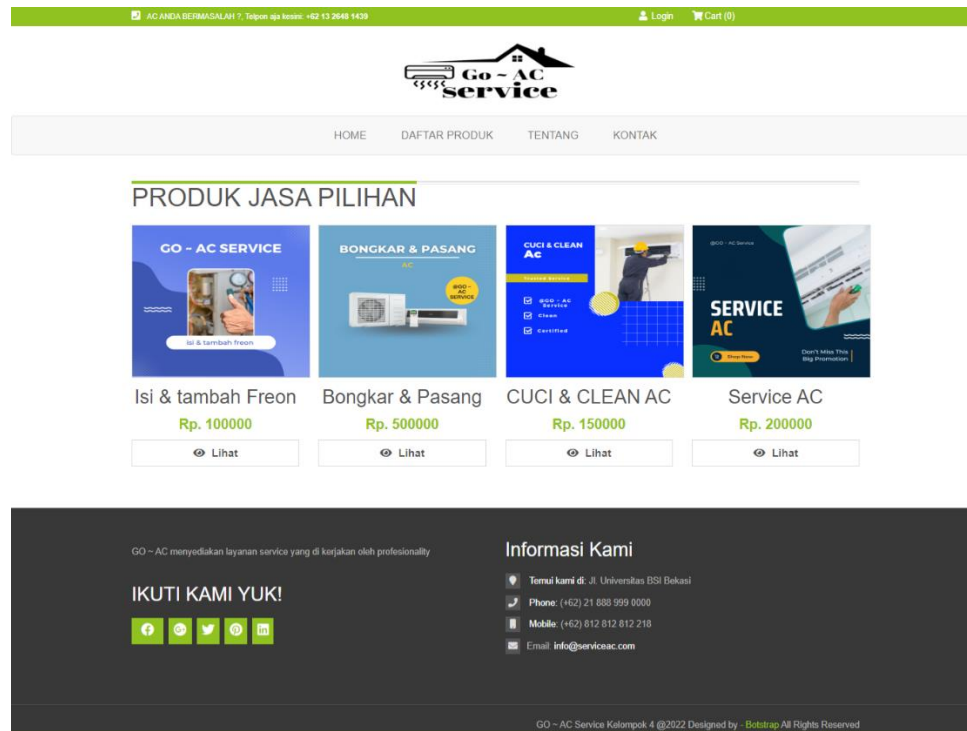 AC ANDA BERMASALAH ?, Telpon aja kesini: +62 13 2648 1439
Login
Cart (0)
Go ~ AC
service
HOME DAFTAR PRODUK TENTANG KONTAK
PRODUK JASA PILIHAN
GO ~ AC SERVICE
isi & tambah freon
BONGKAR & PASANG
AC
@GO ~
AC
SERVICE
CUCI & CLEAN
Ac
Trusted Service
@GO ~ AC
Service
Clean
Certified
@GO ~ AC Service
SERVICE
AC
Shop Now
Don't Miss This
Big Promotion
Isi & tambah Freon
Rp. 100000
Lihat
Bongkar & Pasang
Rp. 500000
Lihat
CUCI & CLEAN AC
Rp. 150000
Lihat
Service AC
Rp. 200000
Lihat
GO ~ AC menyediakan layanan service yang di kerjakan oleh profesionality
IKUTI KAMI YUK!
Informasi Kami
Temui kami di: Jl. Universitas BSI Bekasi
Phone: (+62) 21 888 999 0000
Mobile: (+62) 812 812 812 218
Email: info@serviceac.com
GO ~ AC Service Kelompok 4 @2022 Designed by - Botstrap All Rights Reserved